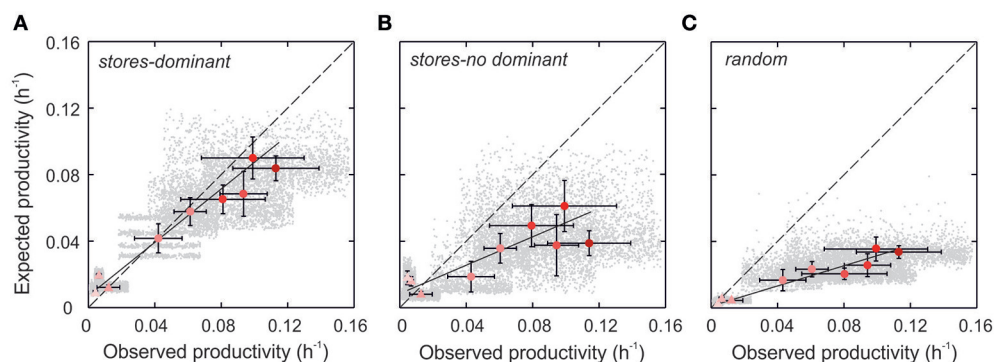 A
B
C
stores-dominant
stores-no dominant
random
Expected productivity (h-1)
0.16
0.12
0.08
0.04
0
0 0.04 0.08 0.12 0.16
0 0.04 0.08 0.12 0.16
0 0.04 0.08 0.12 0.16
Observed productivity (h-1)
Observed productivity (h-1)
Observed productivity (h-1)